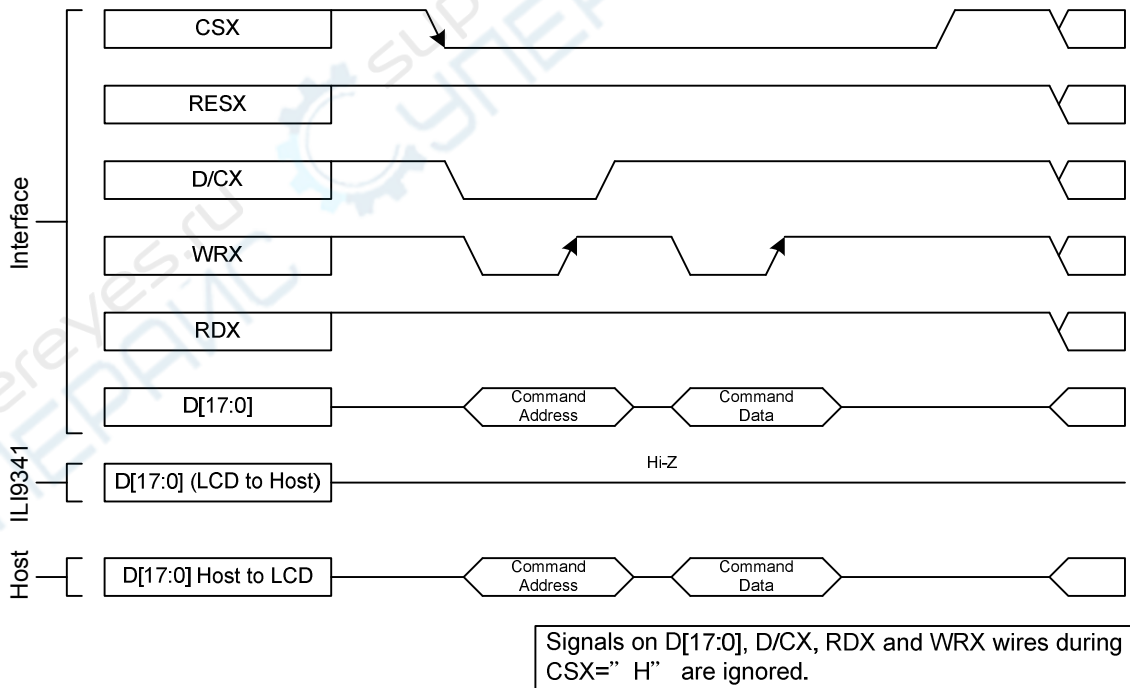 CSX
RESX
D/CX
WRX
RDX
D[17:0]
Command
Address
Command
Data
Hi-Z
D[17:0] (LCD to Host)
D[17:0] Host to LCD
Command
Address
Command
Data
Interface
ILI9341
Host
Signals on D[17:0], D/CX, RDX and WRX wires during
CSX=” H” are ignored.